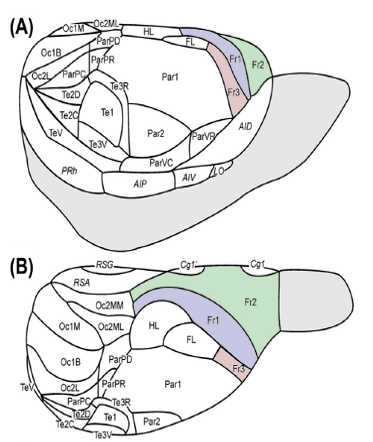 (A)
Oc2ML
Oc1M
HL
ParPD
FL
Fr1
Fr2
Oc1B
ParPR
Oc2L
ParPC
Par1
Te3R
Te2D
Fr3
Te1
Te2C
TeV
Par2
ParVR
AID
Te3V
ParVC
PRh
AIP
AIV
LO
(B)
RSG
Cg1'
Cg1
RSA
Oc2MM
Fr2
Oc1M
Oc2ML
HL
Fr1
FL
Oc1B
ParPD
Fr3
TeV
Oc2L
ParPR
Par1
ParPC
Te3R
Te2D
Te1
Par2
Te2C
Te3V